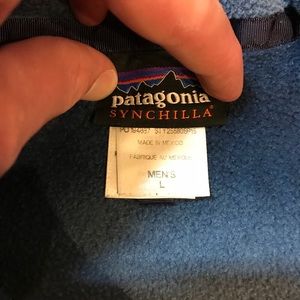 patagonia
SYNCHILLA
MADE IN MEXICO
FABRIQUÉ AU MEXIQUE
MEN'S
L